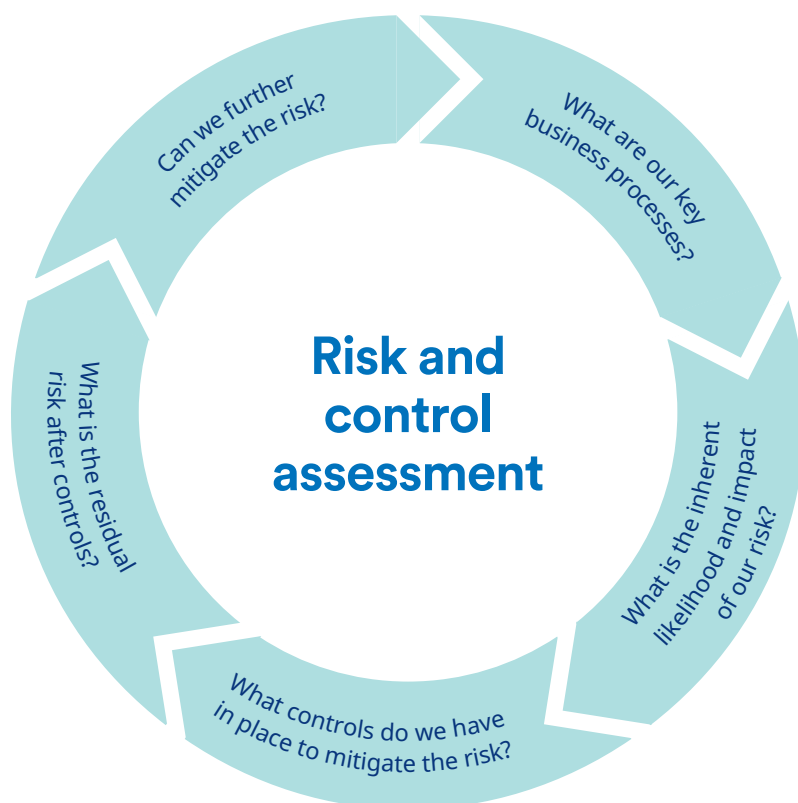 Risk and
control
assessment
What are our key
business processes?
What is the inherent
likelihood and impact
of our risk?
What controls do we have
in place to mitigate the risk?
What is the residual
risk after controls?
Can we further
mitigate the risk?